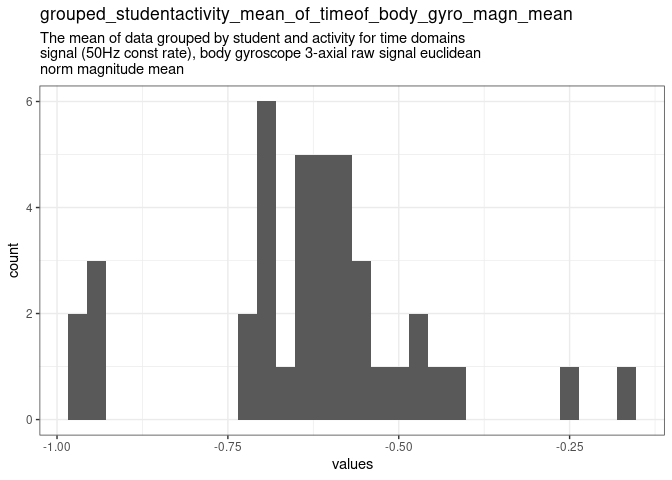 grouped_studentactivity_mean_of_timeof_body_gyro_magn_mean
The mean of data grouped by student and activity for time domains
signal (50Hz const rate), body gyroscope 3-axial raw signal euclidean
norm magnitude mean
6
4
2
0
count
-1.00
-0.75
-0.50
-0.25
values